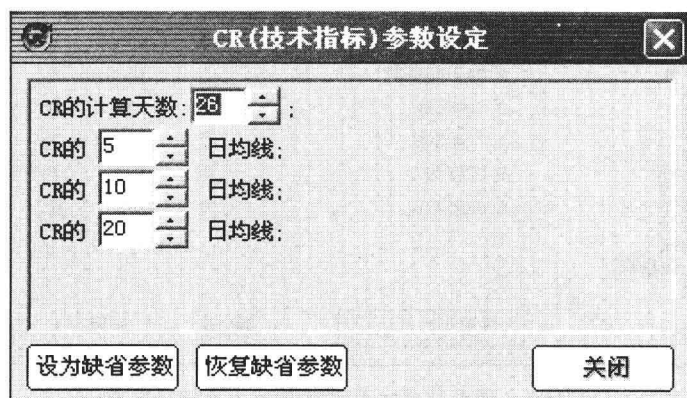 CR(技术指标)参数设定
CR的计算天数: 26 ;
CR的 5 日均线;
CR的 10 日均线;
CR的 20 日均线;
设为缺省参数 恢复缺省参数 关闭